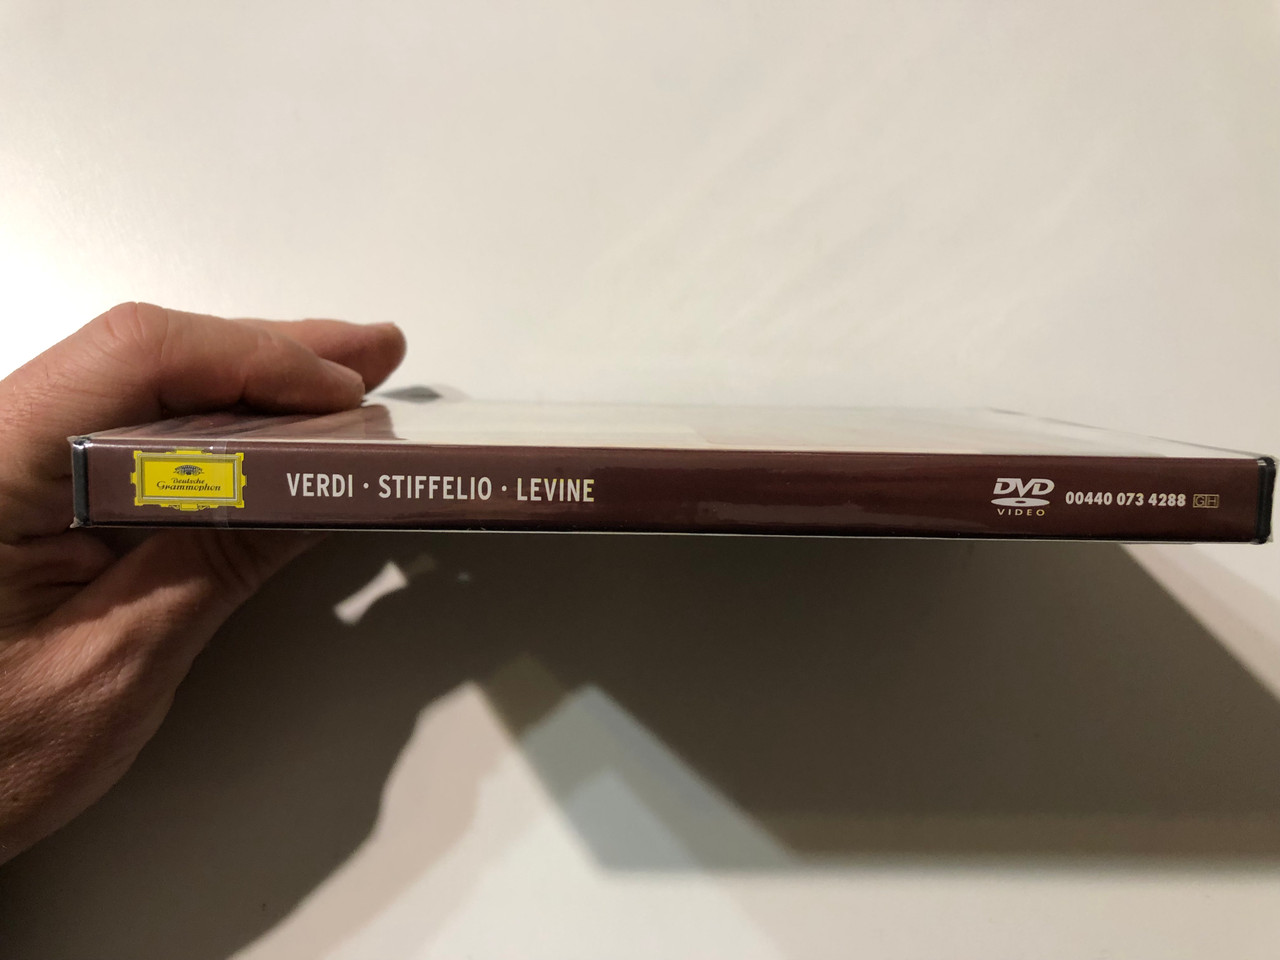 Deutsche
Grammophon
VERDI · STIFFELIO · LEVINE
DVD
VIDEO
00440 073 4288 GH